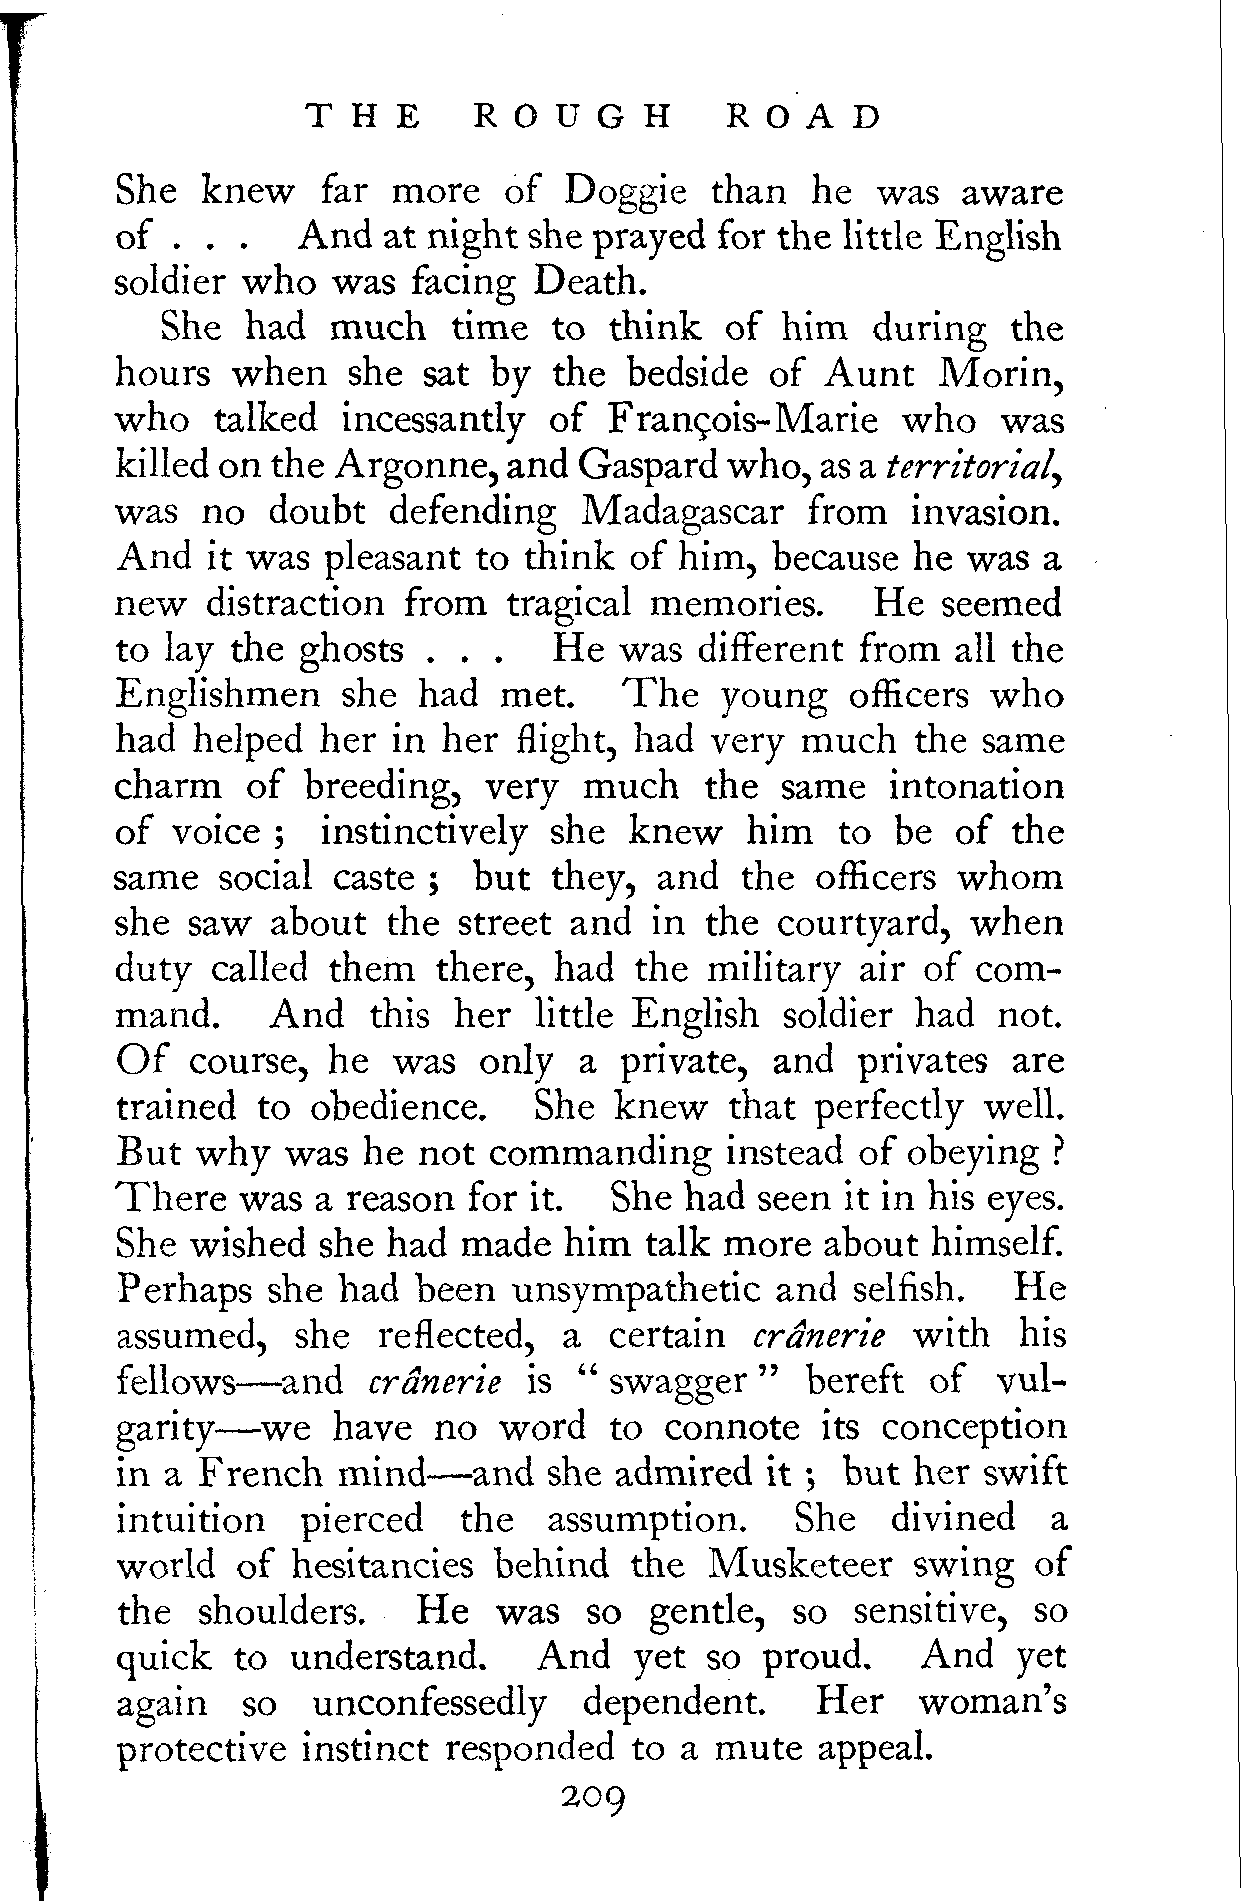 THE ROUGH ROAD
She knew far more of Doggie than he was aware
of . . . And at night she prayed for the little English
soldier who was facing Death.
She had much time to think of him during the
hours when she sat by the bedside of Aunt Morin,
who talked incessantly of François-Marie who was
killed on the Argonne, and Gaspard who, as a territorial,
was no doubt defending Madagascar from invasion.
And it was pleasant to think of him, because he was a
new distraction from tragical memories. He seemed
to lay the ghosts . . . He was different from all the
Englishmen she had met. The young officers who
had helped her in her flight, had very much the same
charm of breeding, very much the same intonation
of voice ; instinctively she knew him to be of the
same social caste ; but they, and the officers whom
she saw about the street and in the courtyard, when
duty called them there, had the military air of com-
mand. And this her little English soldier had not.
Of course, he was only a private, and privates are
trained to obedience. She knew that perfectly well.
But why was he not commanding instead of obeying ?
There was a reason for it. She had seen it in his eyes.
She wished she had made him talk more about himself.
Perhaps she had been unsympathetic and selfish. He
assumed, she reflected, a certain crânerie with his
fellows—and crânerie is “ swagger ” bereft of vul-
garity—we have no word to connote its conception
in a French mind—and she admired it ; but her swift
intuition pierced the assumption. She divined a
world of hesitancies behind the Musketeer swing of
the shoulders. He was so gentle, so sensitive, so
quick to understand. And yet so proud. And yet
again so unconfessedly dependent. Her woman's
protective instinct responded to a mute appeal.
209